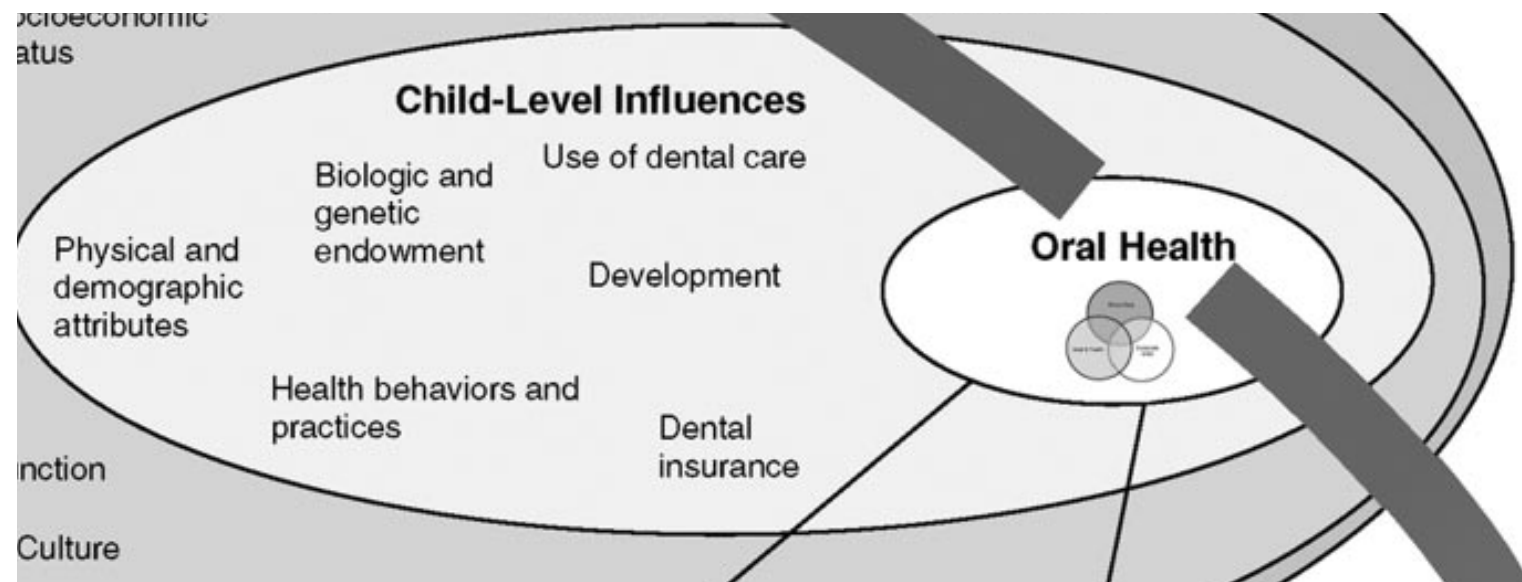 atus
Child-Level Influences
Use of dental care
Biologic and
genetic
endowment
Physical and
demographic
attributes
Development
Oral Health
Health behaviors and
practices
Dental
insurance
nction
Culture